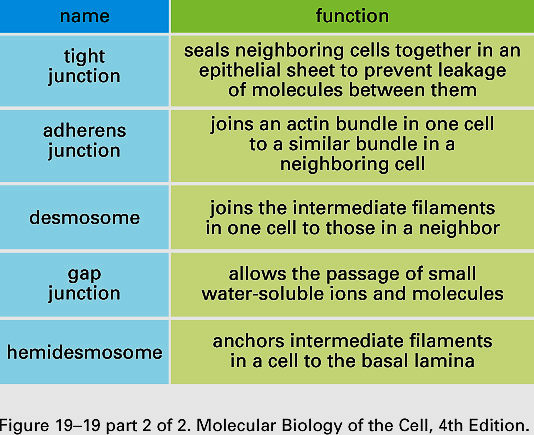 name
function
tight
junction
seals neighboring cells together in an
epithelial sheet to prevent leakage
of molecules between them
adherens
junction
joins an actin bundle in one cell
to a similar bundle in a
neighboring cell
desmosome
joins the intermediate filaments
in one cell to those in a neighbor
gap
junction
allows the passage of small
water-soluble ions and molecules
hemidesmosome
anchors intermediate filaments
in a cell to the basal lamina
Figure 19–19 part 2 of 2. Molecular Biology of the Cell, 4th Edition.